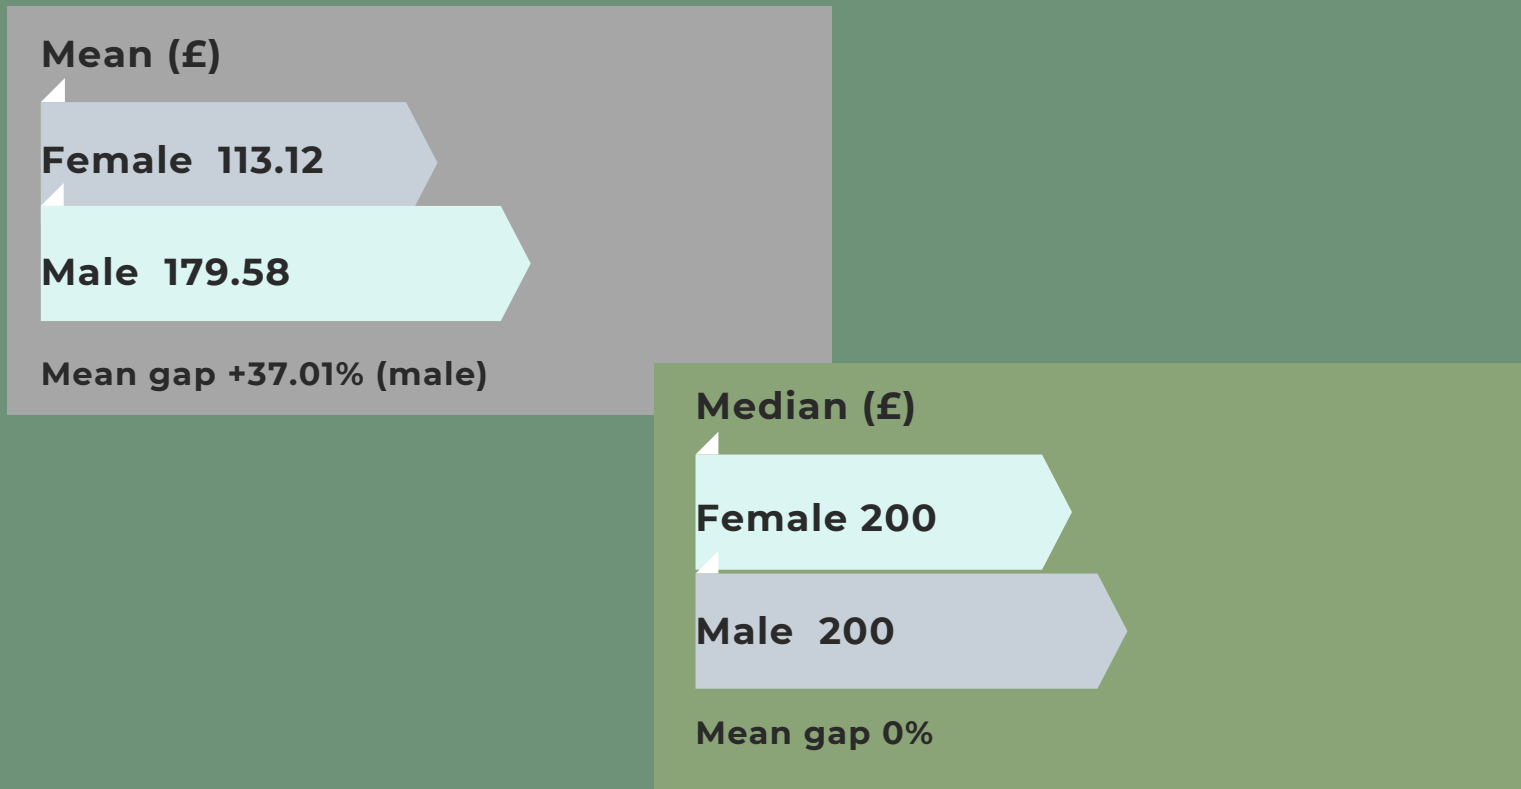 Mean (£)
Female 113.12
Male 179.58
Mean gap +37.01% (male)
Median (£)
Female 200
Male 200
Mean gap 0%